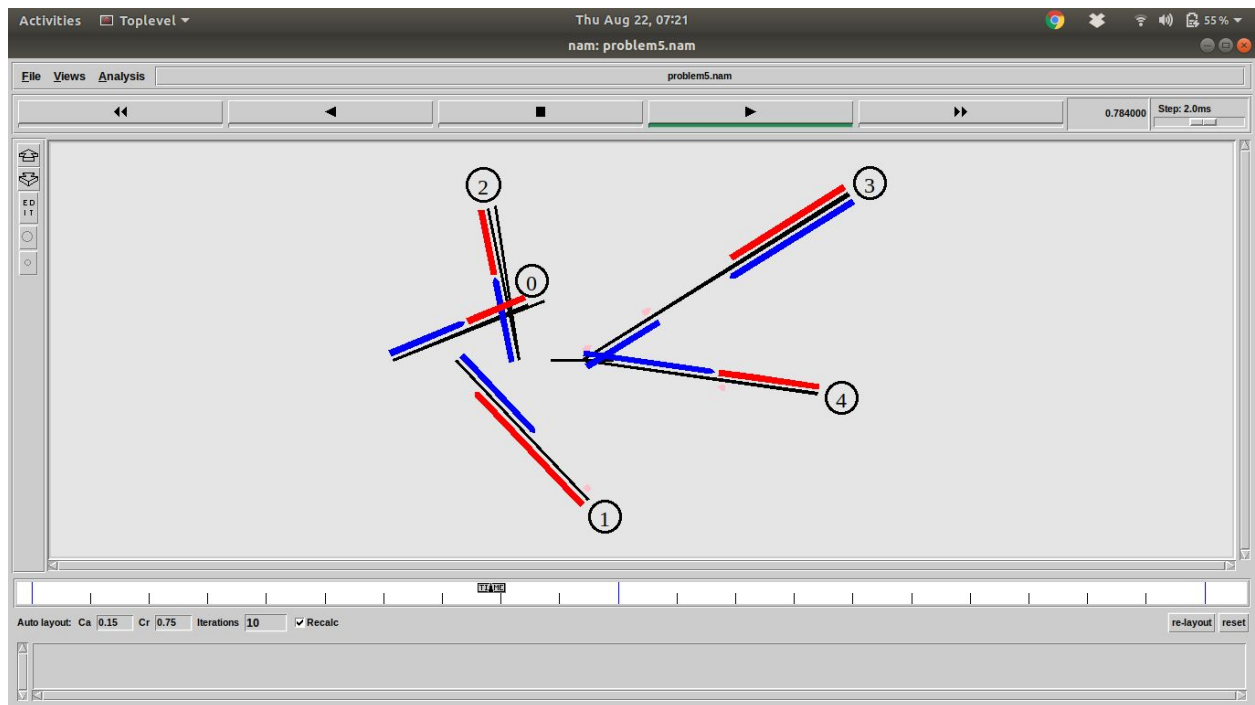 Activities Toplevel Thu Aug 22, 07:21 55 %
nam: problem5.nam
File Views Analysis problem5.nam
0.784000 Step: 2.0ms
ED
IT
2
3
0
4
1
TIME
Auto layout: Ca 0.15 Cr 0.75 Iterations 10 Recalc re-layout reset